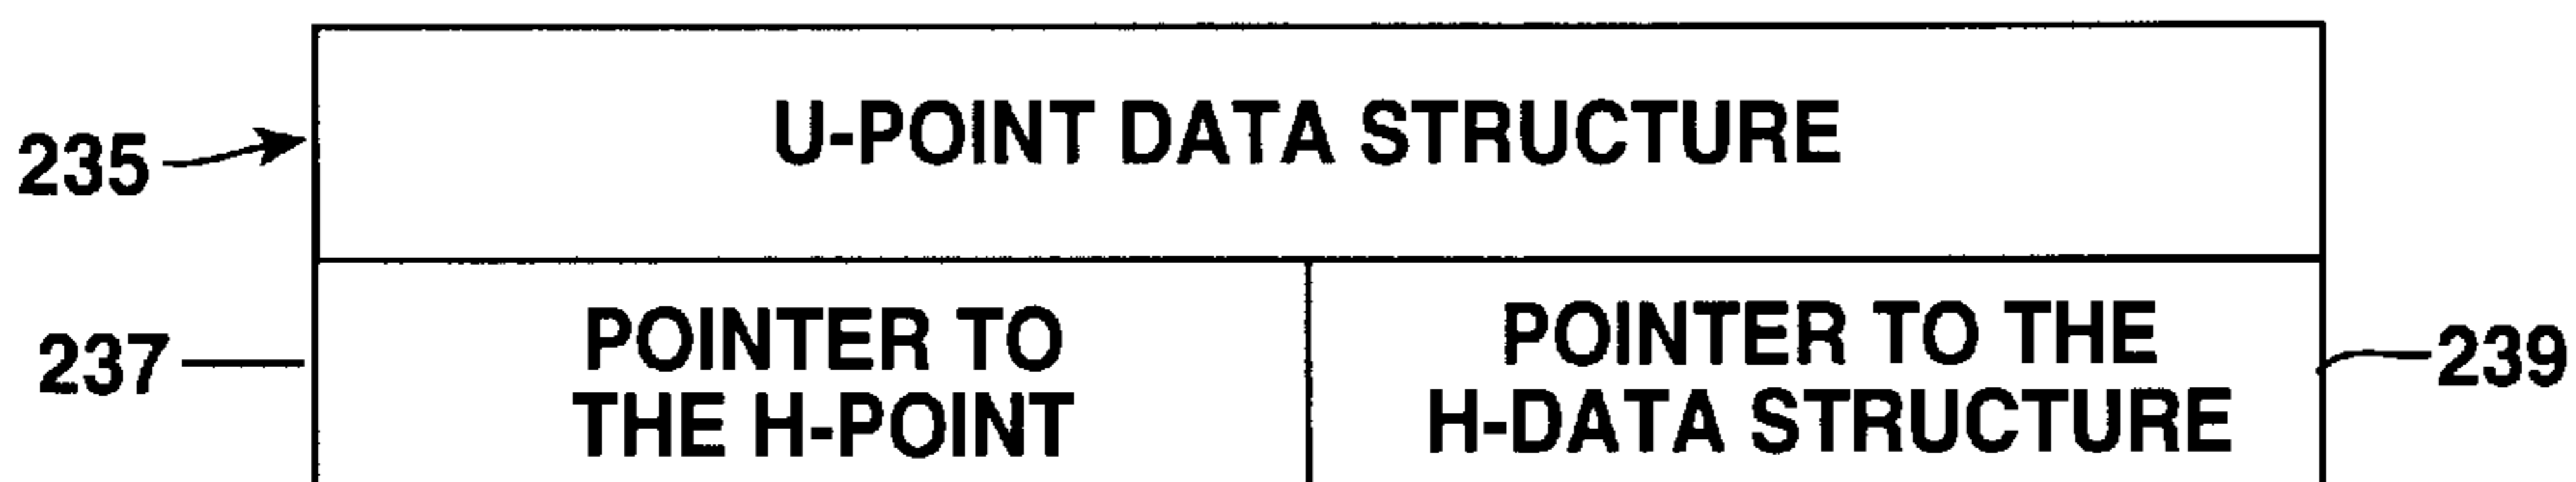 U-POINT DATA STRUCTURE
235
237
POINTER TO
THE H-POINT
POINTER TO THE
H-DATA STRUCTURE
239